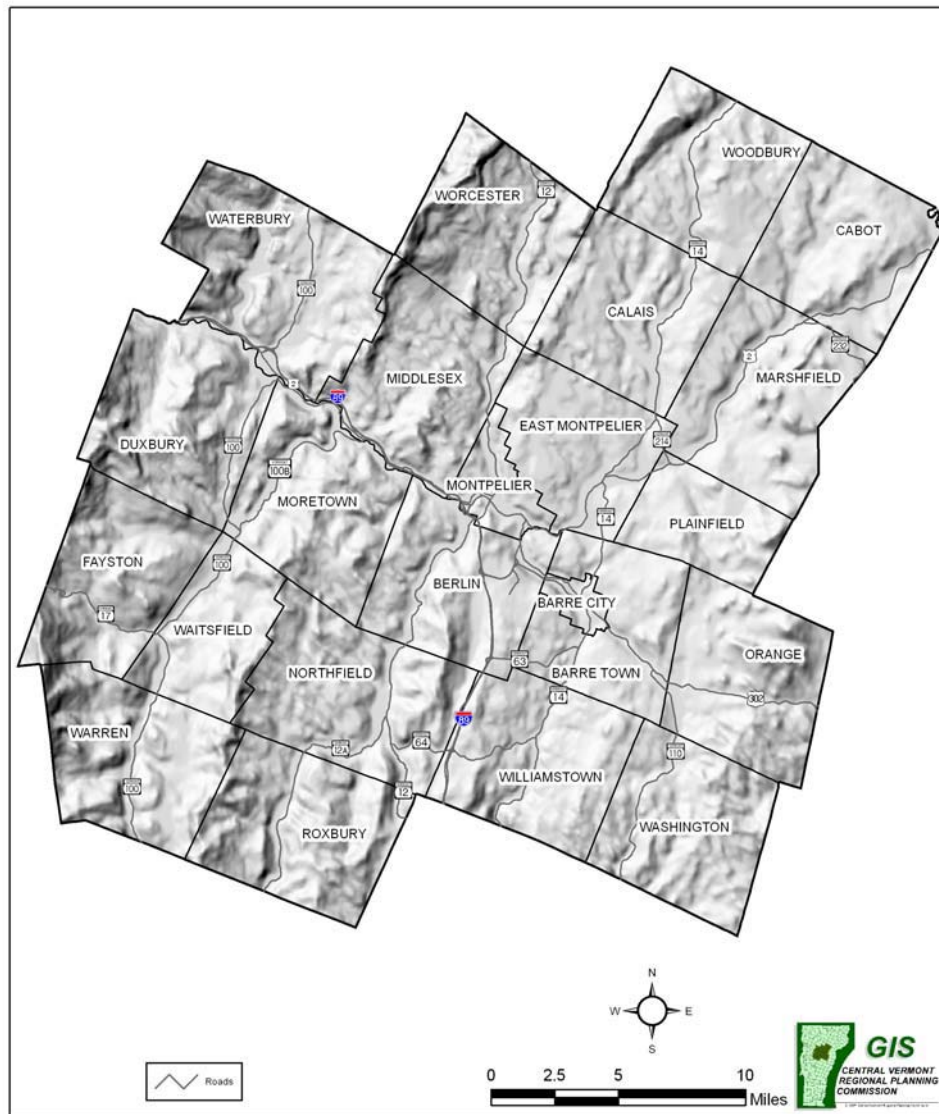 WOODBURY
WORCESTER
12
WATERBURY
CABOT
14
100
CALAIS
232
2
MARSHFIELD
MIDDLESEX
2
89
EAST MONTPELIER
214
DUXBURY
100
100B
MONTPELIER
MORETOWN
14
PLAINFIELD
FAYSTON
100
BERLIN
BARRE CITY
17
WAITSFIELD
ORANGE
63
NORTHFIELD
BARRE TOWN
14
302
WARREN
89
12A
64
110
100
12
WILLIAMSTOWN
ROXBURY
WASHINGTON
N
W E
S
Roads
0 2.5 5 10
Miles
GIS
CENTRAL VERMONT
REGIONAL PLANNING
COMMISSION